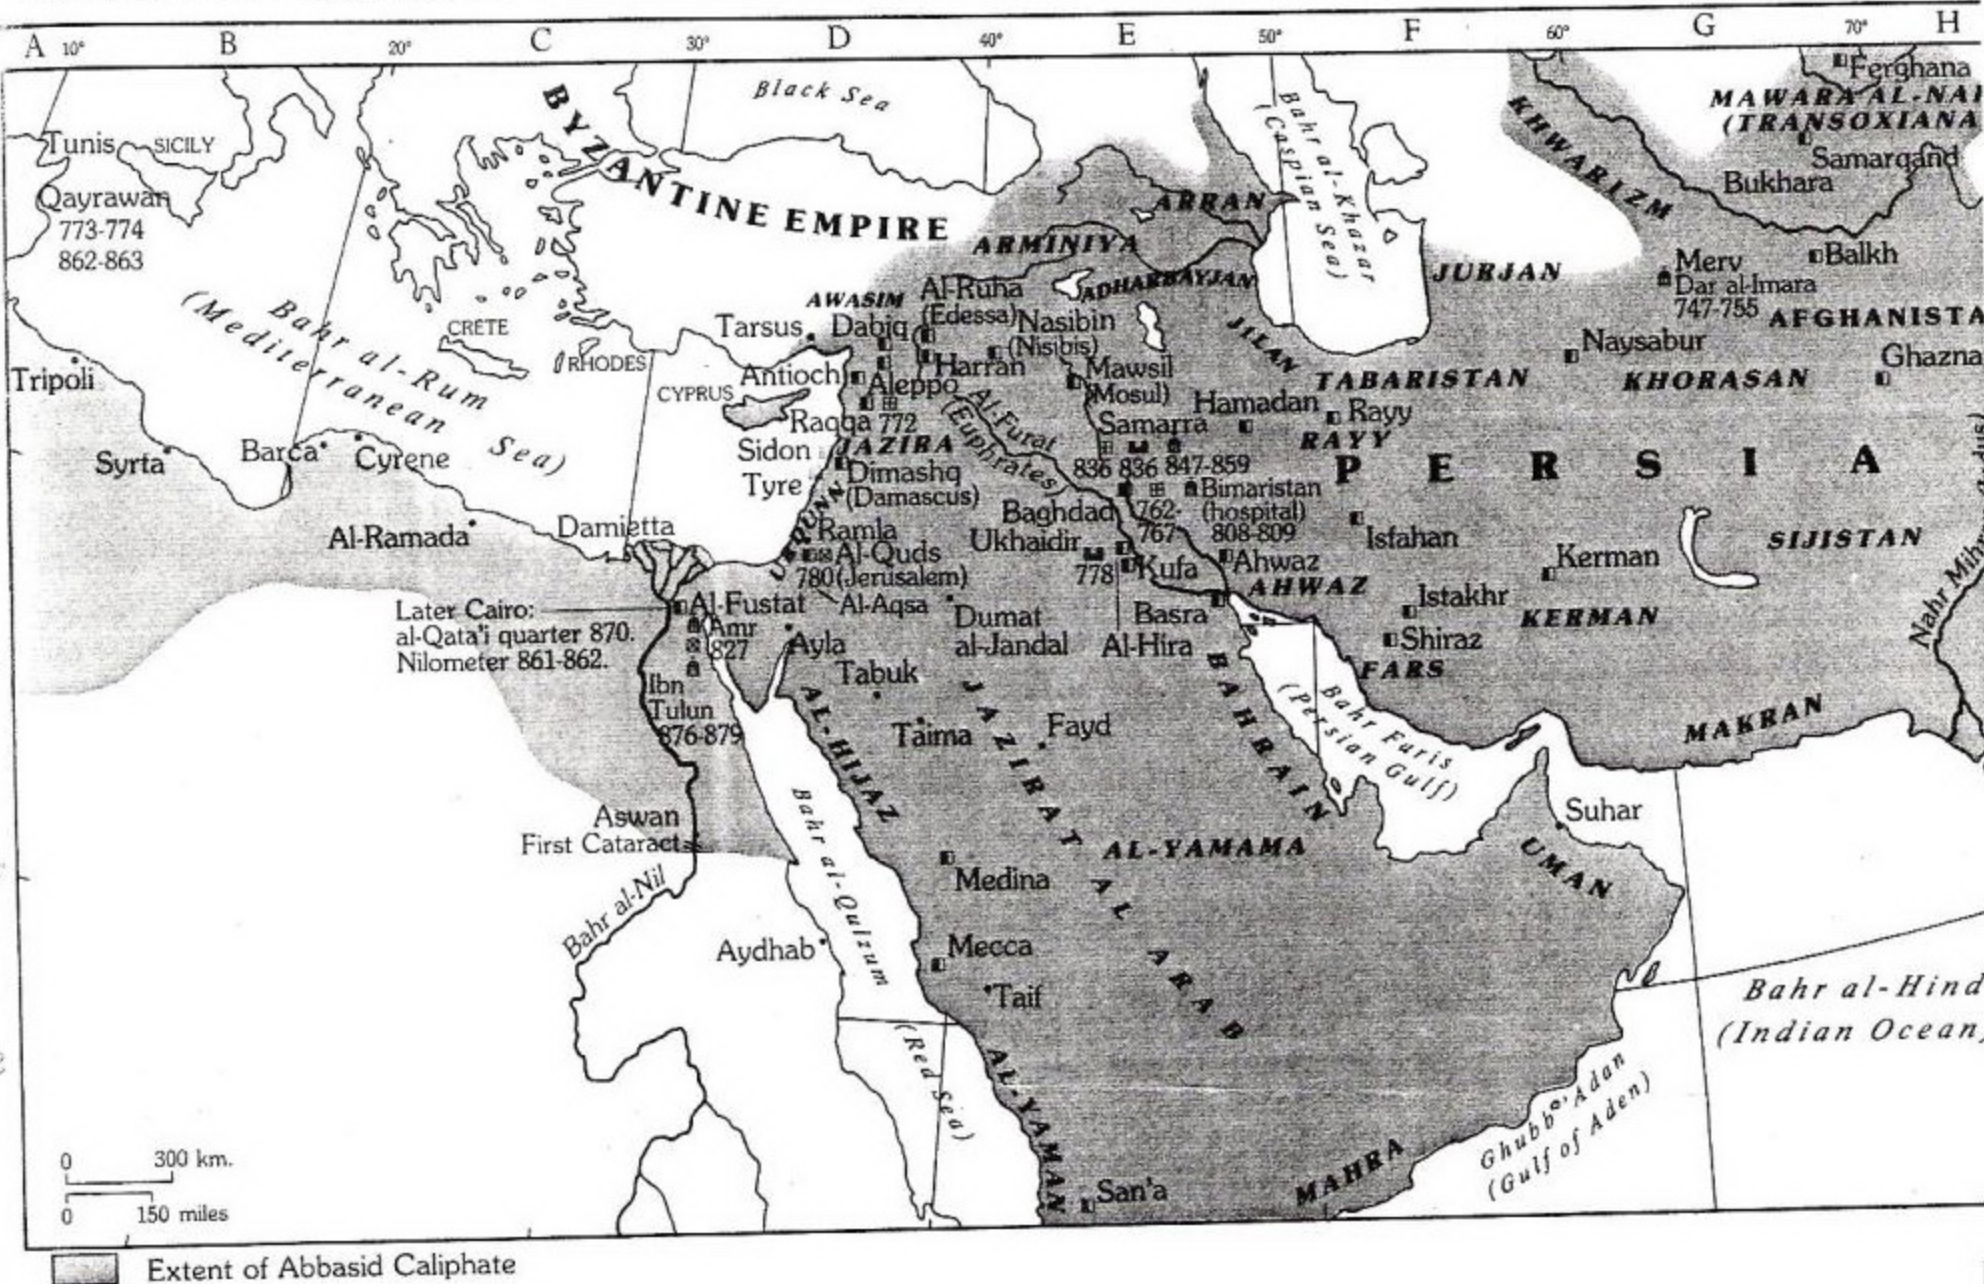 A 10° B 20° C 30° D 40° E 50° F 60° G 70° H
Black Sea
BYZANTINE EMPIRE
Bahr al-Khazar
(Caspian Sea)
KHWARIZM
Ferghana
MAWARA AL-NA
(TRANSOXIANA
Samarqand
Bukhara
Tunis
SICILY
Qayrawan
773-774
862-863
ARRAN
ARMINIYA
ADHARBAYJAN
JURJAN
Merv
Dar al-Imara
747-755
Balkh
AFGHANISTA
Bahr al-Rum
(Mediterranean Sea)
CRETE
RHODES
CYPRUS
AWASIM
Tarsus
Dabiq
Al-Ruha
(Edessa)
Nasibin
(Nisibis)
Harran
Antioch
Aleppo
Mawsil
(Mosul)
JILAN
TABARISTAN
Naysabur
KHORASAN
Ghazna
Tripoli
Raqqa 772
JAZIRA
Al-Furat
(Euphrates)
Samarra
836 836 847-859
Hamadan
Rayy
RAYY
PERSIA
Syrta
Barca
Cyrene
Sidon
Tyre
Dimashq
(Damascus)
Baghdad
762-
767
Bimaristan
(hospital)
808-809
Al-Ramada
Damietta
Ramla
Al-Quds
780 (Jerusalem)
Al-Aqsa
Ukhaidir
778
Kufa
Ahwaz
AHWAZ
Isfahan
Kerman
SIJISTAN
Later Cairo:
al-Qata'i quarter 870.
Nilometer 861-862.
Al-Fustat
Amr
827
Ayla
Dumat
al-Jandal
Al-Hira
Basra
Istakhr
KERMAN
Shiraz
FARS
Nahr Mihr
Ibn
Tulun
876-879
Tabuk
Taima
Fayd
AL-HIJAZ
JAZIRAT AL ARAB
BAHRAIN
Bahr Faris
(Persian Gulf)
MAKRAN
Aswan
First Cataract
Bahr al-Nil
Bahr al-Qulzum
(Red Sea)
Medina
AL-YAMAMA
Suhar
UMAN
Aydhab
Mecca
Taif
Bahr al-Hind
(Indian Ocean)
AL-YAMAN
San'a
MAHRA
Ghubb^a 'Adan
(Gulf of Aden)
0 300 km.
0 150 miles
Extent of Abbasid Caliphate